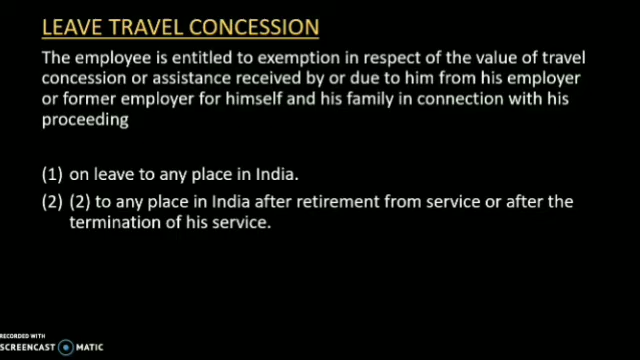 LEAVE TRAVEL CONCESSION
The employee is entitled to exemption in respect of the value of travel
concession or assistance received by or due to him from his employer
or former employer for himself and his family in connection with his
proceeding
(1) on leave to any place in India.
(2) (2) to any place in India after retirement from service or after the
termination of his service.
RECORDED WITH
SCREENCAST MATIC